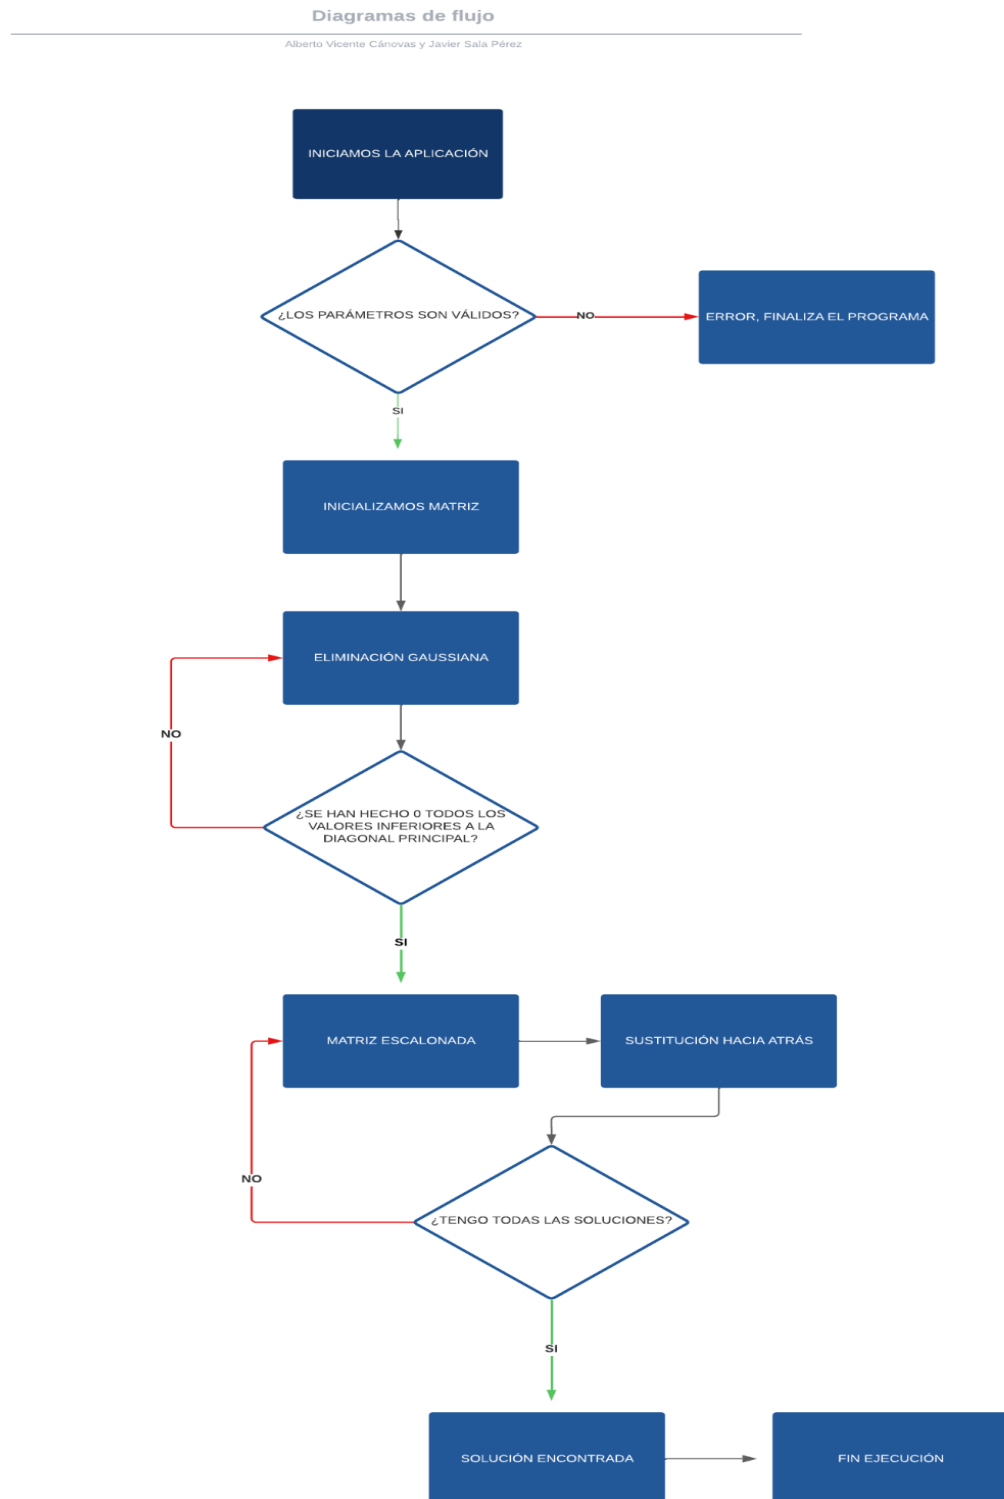 Diagramas de flujo
Alberto Vicente Cánovas y Javier Sala Pérez
INICIAMOS LA APLICACIÓN
¿LOS PARÁMETROS SON VÁLIDOS?
NO
ERROR, FINALIZA EL PROGRAMA
SI
INICIALIZAMOS MATRIZ
ELIMINACIÓN GAUSSIANA
NO
¿SE HAN HECHO 0 TODOS LOS
VALORES INFERIORES A LA
DIAGONAL PRINCIPAL?
SI
MATRIZ ESCALONADA
SUSTITUCIÓN HACIA ATRÁS
NO
¿TENGO TODAS LAS SOLUCIONES?
SI
SOLUCIÓN ENCONTRADA
FIN EJECUCIÓN